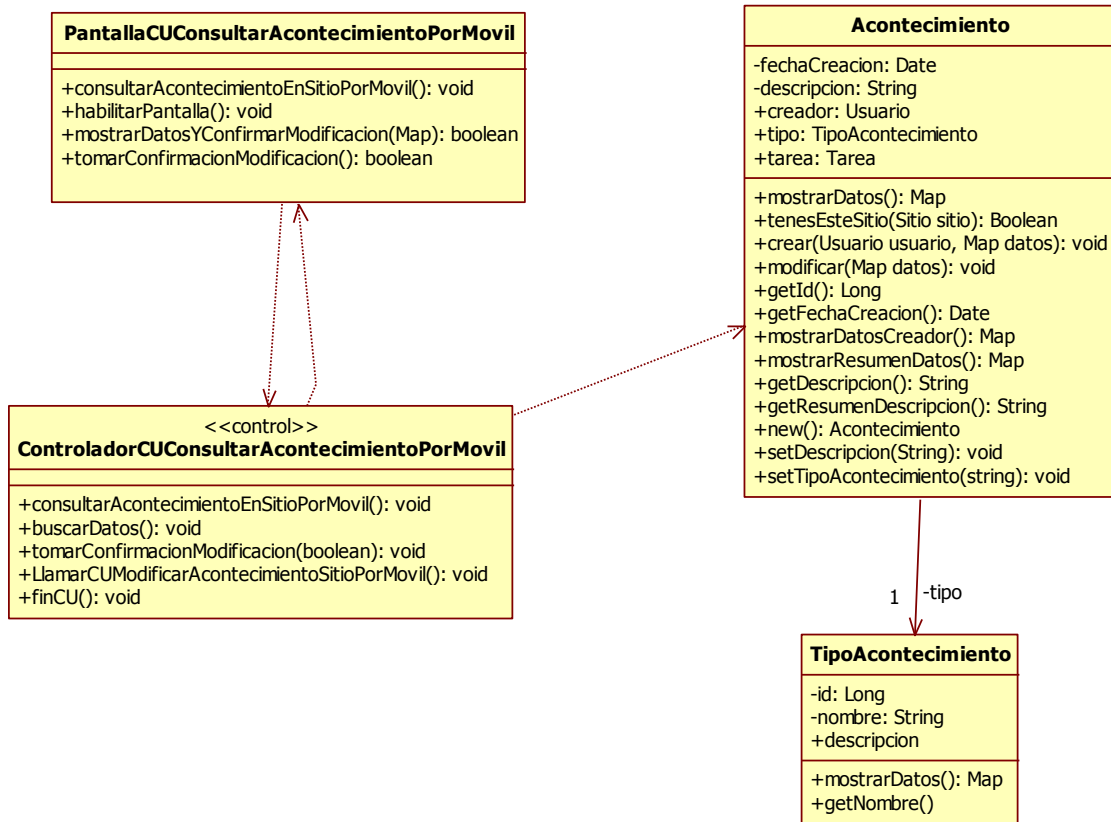 PantallaCUConsultarAcontecimientoPorMovil
+consultarAcontecimientoEnSitioPorMovil(): void
+habilitarPantalla(): void
+mostrarDatosYConfirmarModificacion(Map): boolean
+tomarConfirmacionModificacion(): boolean
Acontecimiento
-fechaCreacion: Date
-descripcion: String
+creador: Usuario
+tipo: TipoAcontecimiento
+tarea: Tarea
+mostrarDatos(): Map
+tenesEsteSitio(Sitio sitio): Boolean
+crear(Usuario usuario, Map datos): void
+modificar(Map datos): void
+getId(): Long
+getFechaCreacion(): Date
+mostrarDatosCreador(): Map
+mostrarResumenDatos(): Map
+getDescripcion(): String
+getResumenDescripcion(): String
+new(): Acontecimiento
+setDescripcion(String): void
+setTipoAcontecimiento(string): void
<<control>>
ControladorCUConsultarAcontecimientoPorMovil
+consultarAcontecimientoEnSitioPorMovil(): void
+buscarDatos(): void
+tomarConfirmacionModificacion(boolean): void
+LlamarCUModificarAcontecimientoSitioPorMovil(): void
+finCU(): void
1 -tipo
TipoAcontecimiento
-id: Long
-nombre: String
+descripcion
+mostrarDatos(): Map
+getNombre()